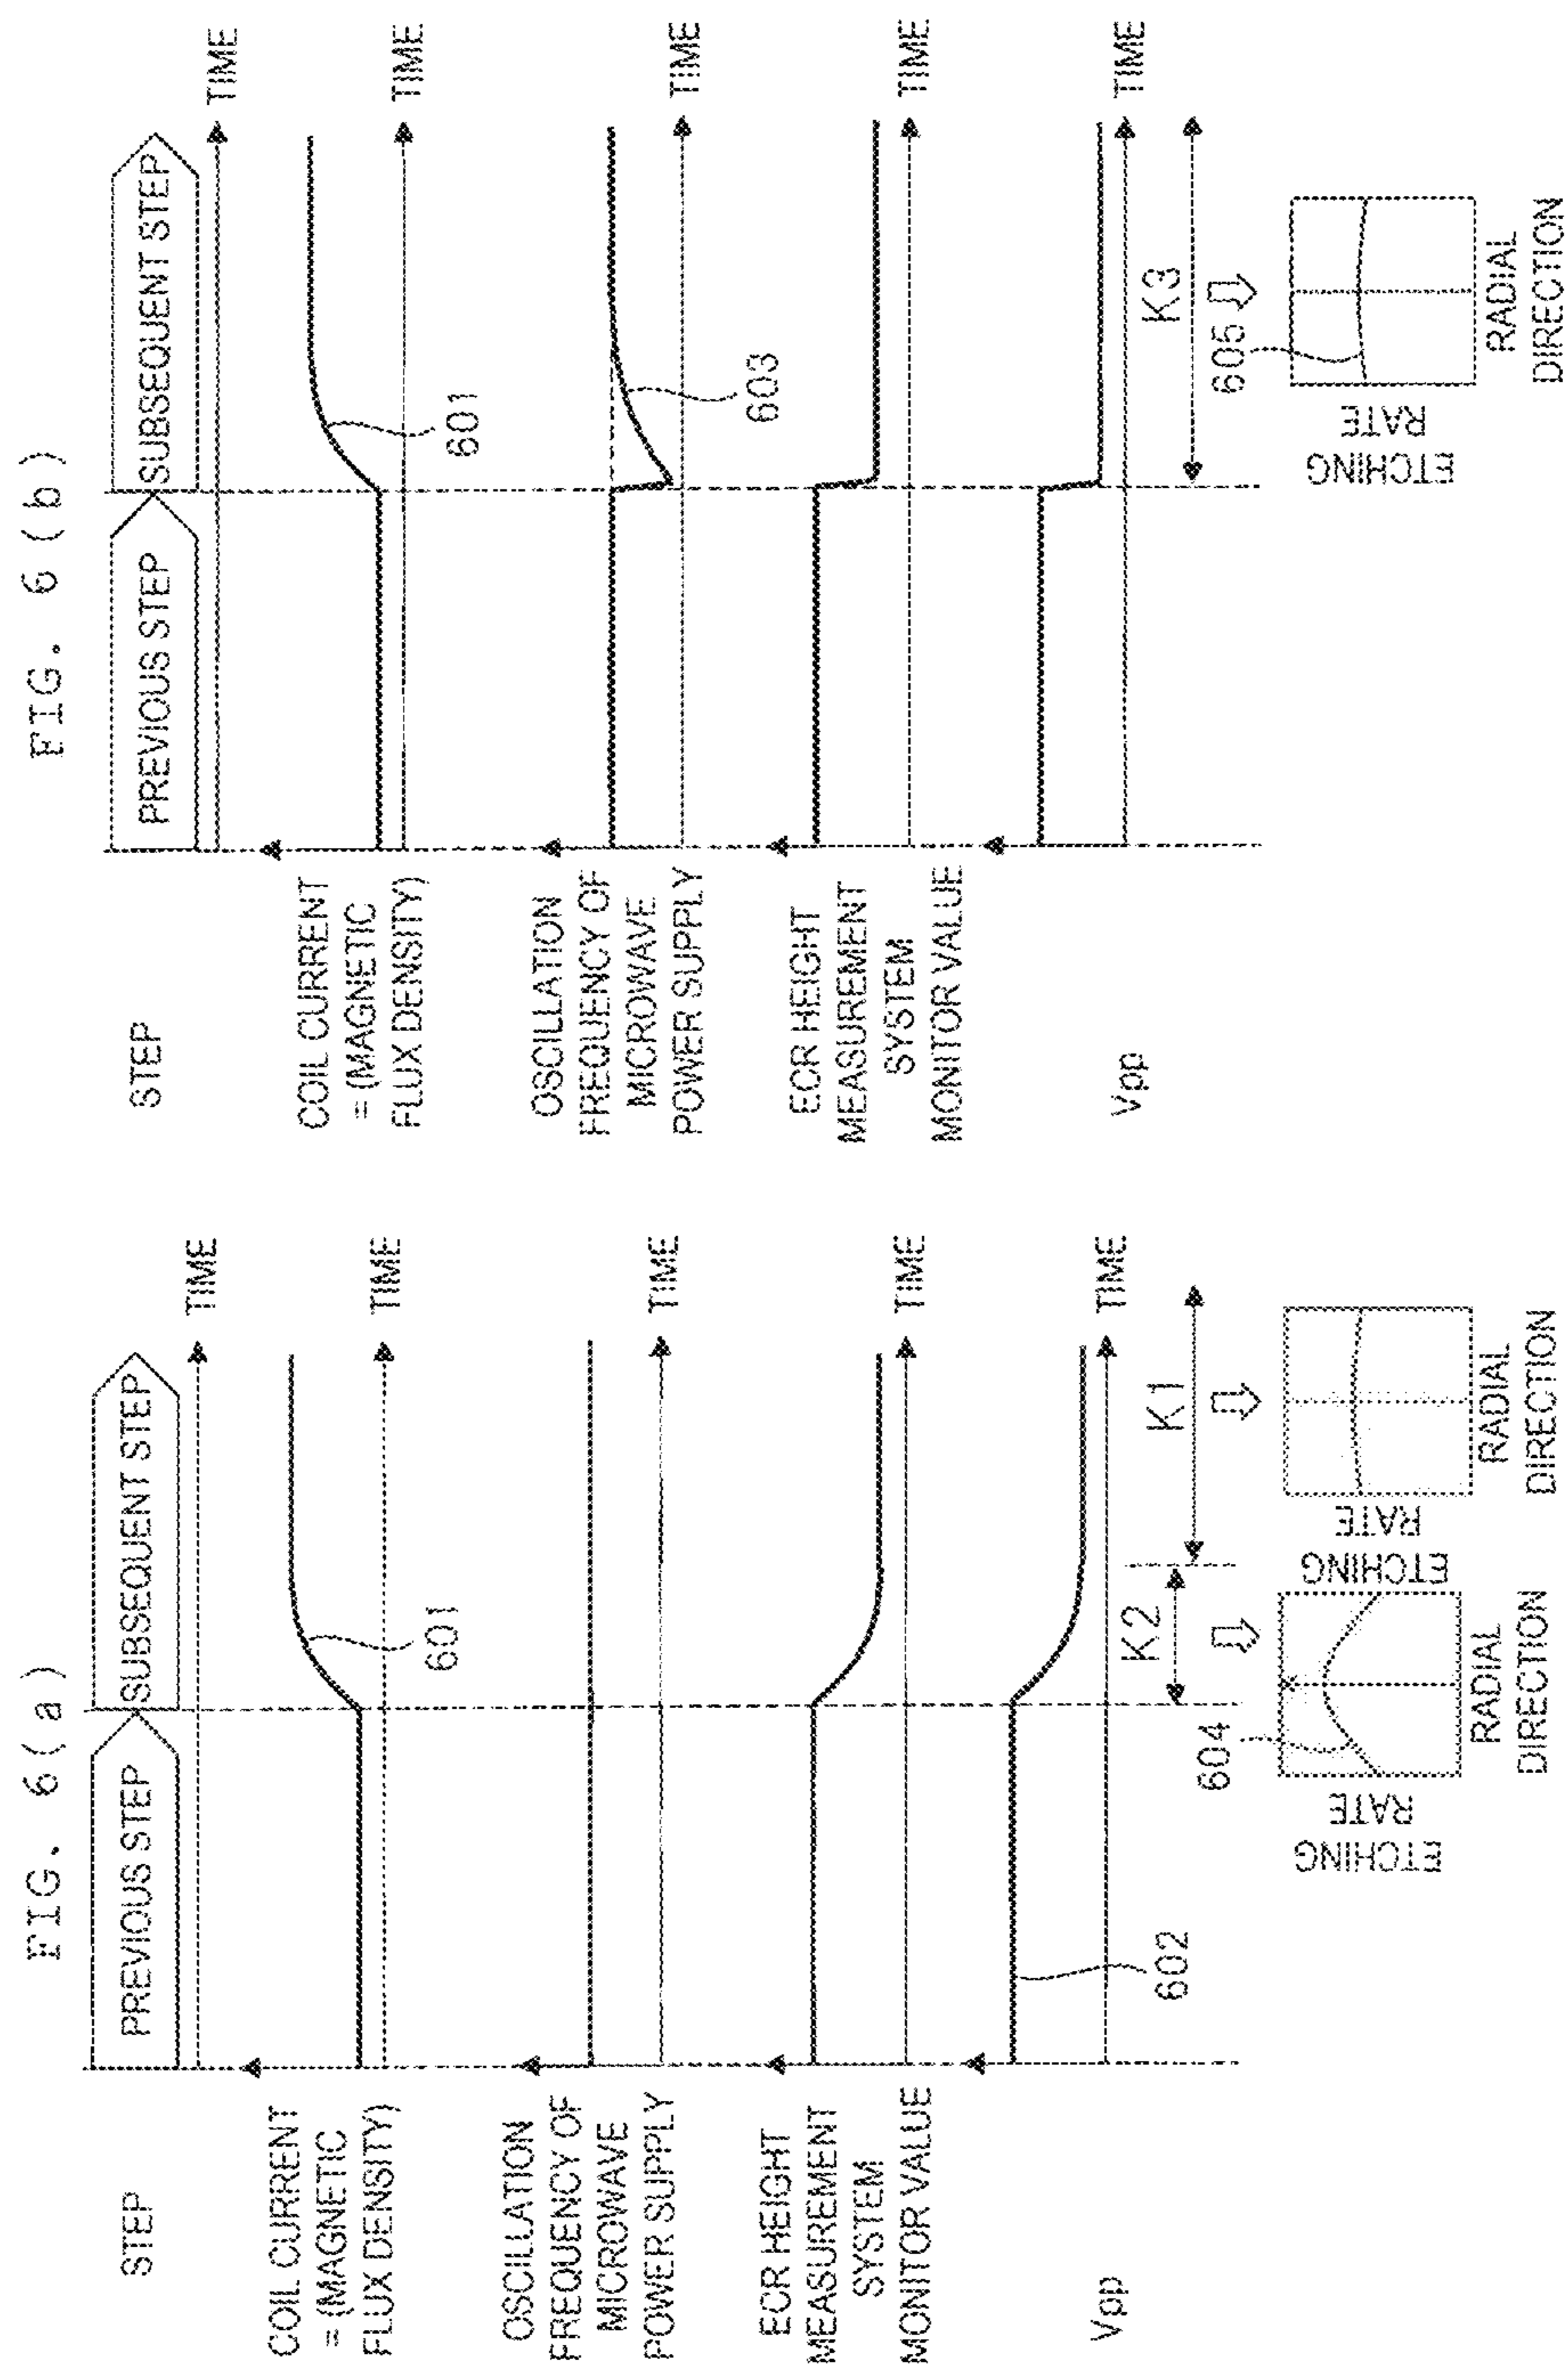 FIG. 6(a)
STEP
PREVIOUS STEP
SUBSEQUENT STEP
TIME
COIL CURRENT
= (MAGNETIC
FLUX DENSITY)
601
TIME
OSCILLATION
FREQUENCY OF
MICROWAVE
POWER SUPPLY
TIME
ECR HEIGHT
MEASUREMENT
SYSTEM
MONITOR VALUE
TIME
Vpp
602
TIME
K2
K1
604
ETCHING
RATE
RADIAL
DIRECTION
ETCHING
RATE
RADIAL
DIRECTION
FIG. 6(b)
STEP
PREVIOUS STEP
SUBSEQUENT STEP
TIME
COIL CURRENT
= (MAGNETIC
FLUX DENSITY)
601
TIME
OSCILLATION
FREQUENCY OF
MICROWAVE
POWER SUPPLY
603
TIME
ECR HEIGHT
MEASUREMENT
SYSTEM
MONITOR VALUE
TIME
Vpp
TIME
K3
605
ETCHING
RATE
RADIAL
DIRECTION